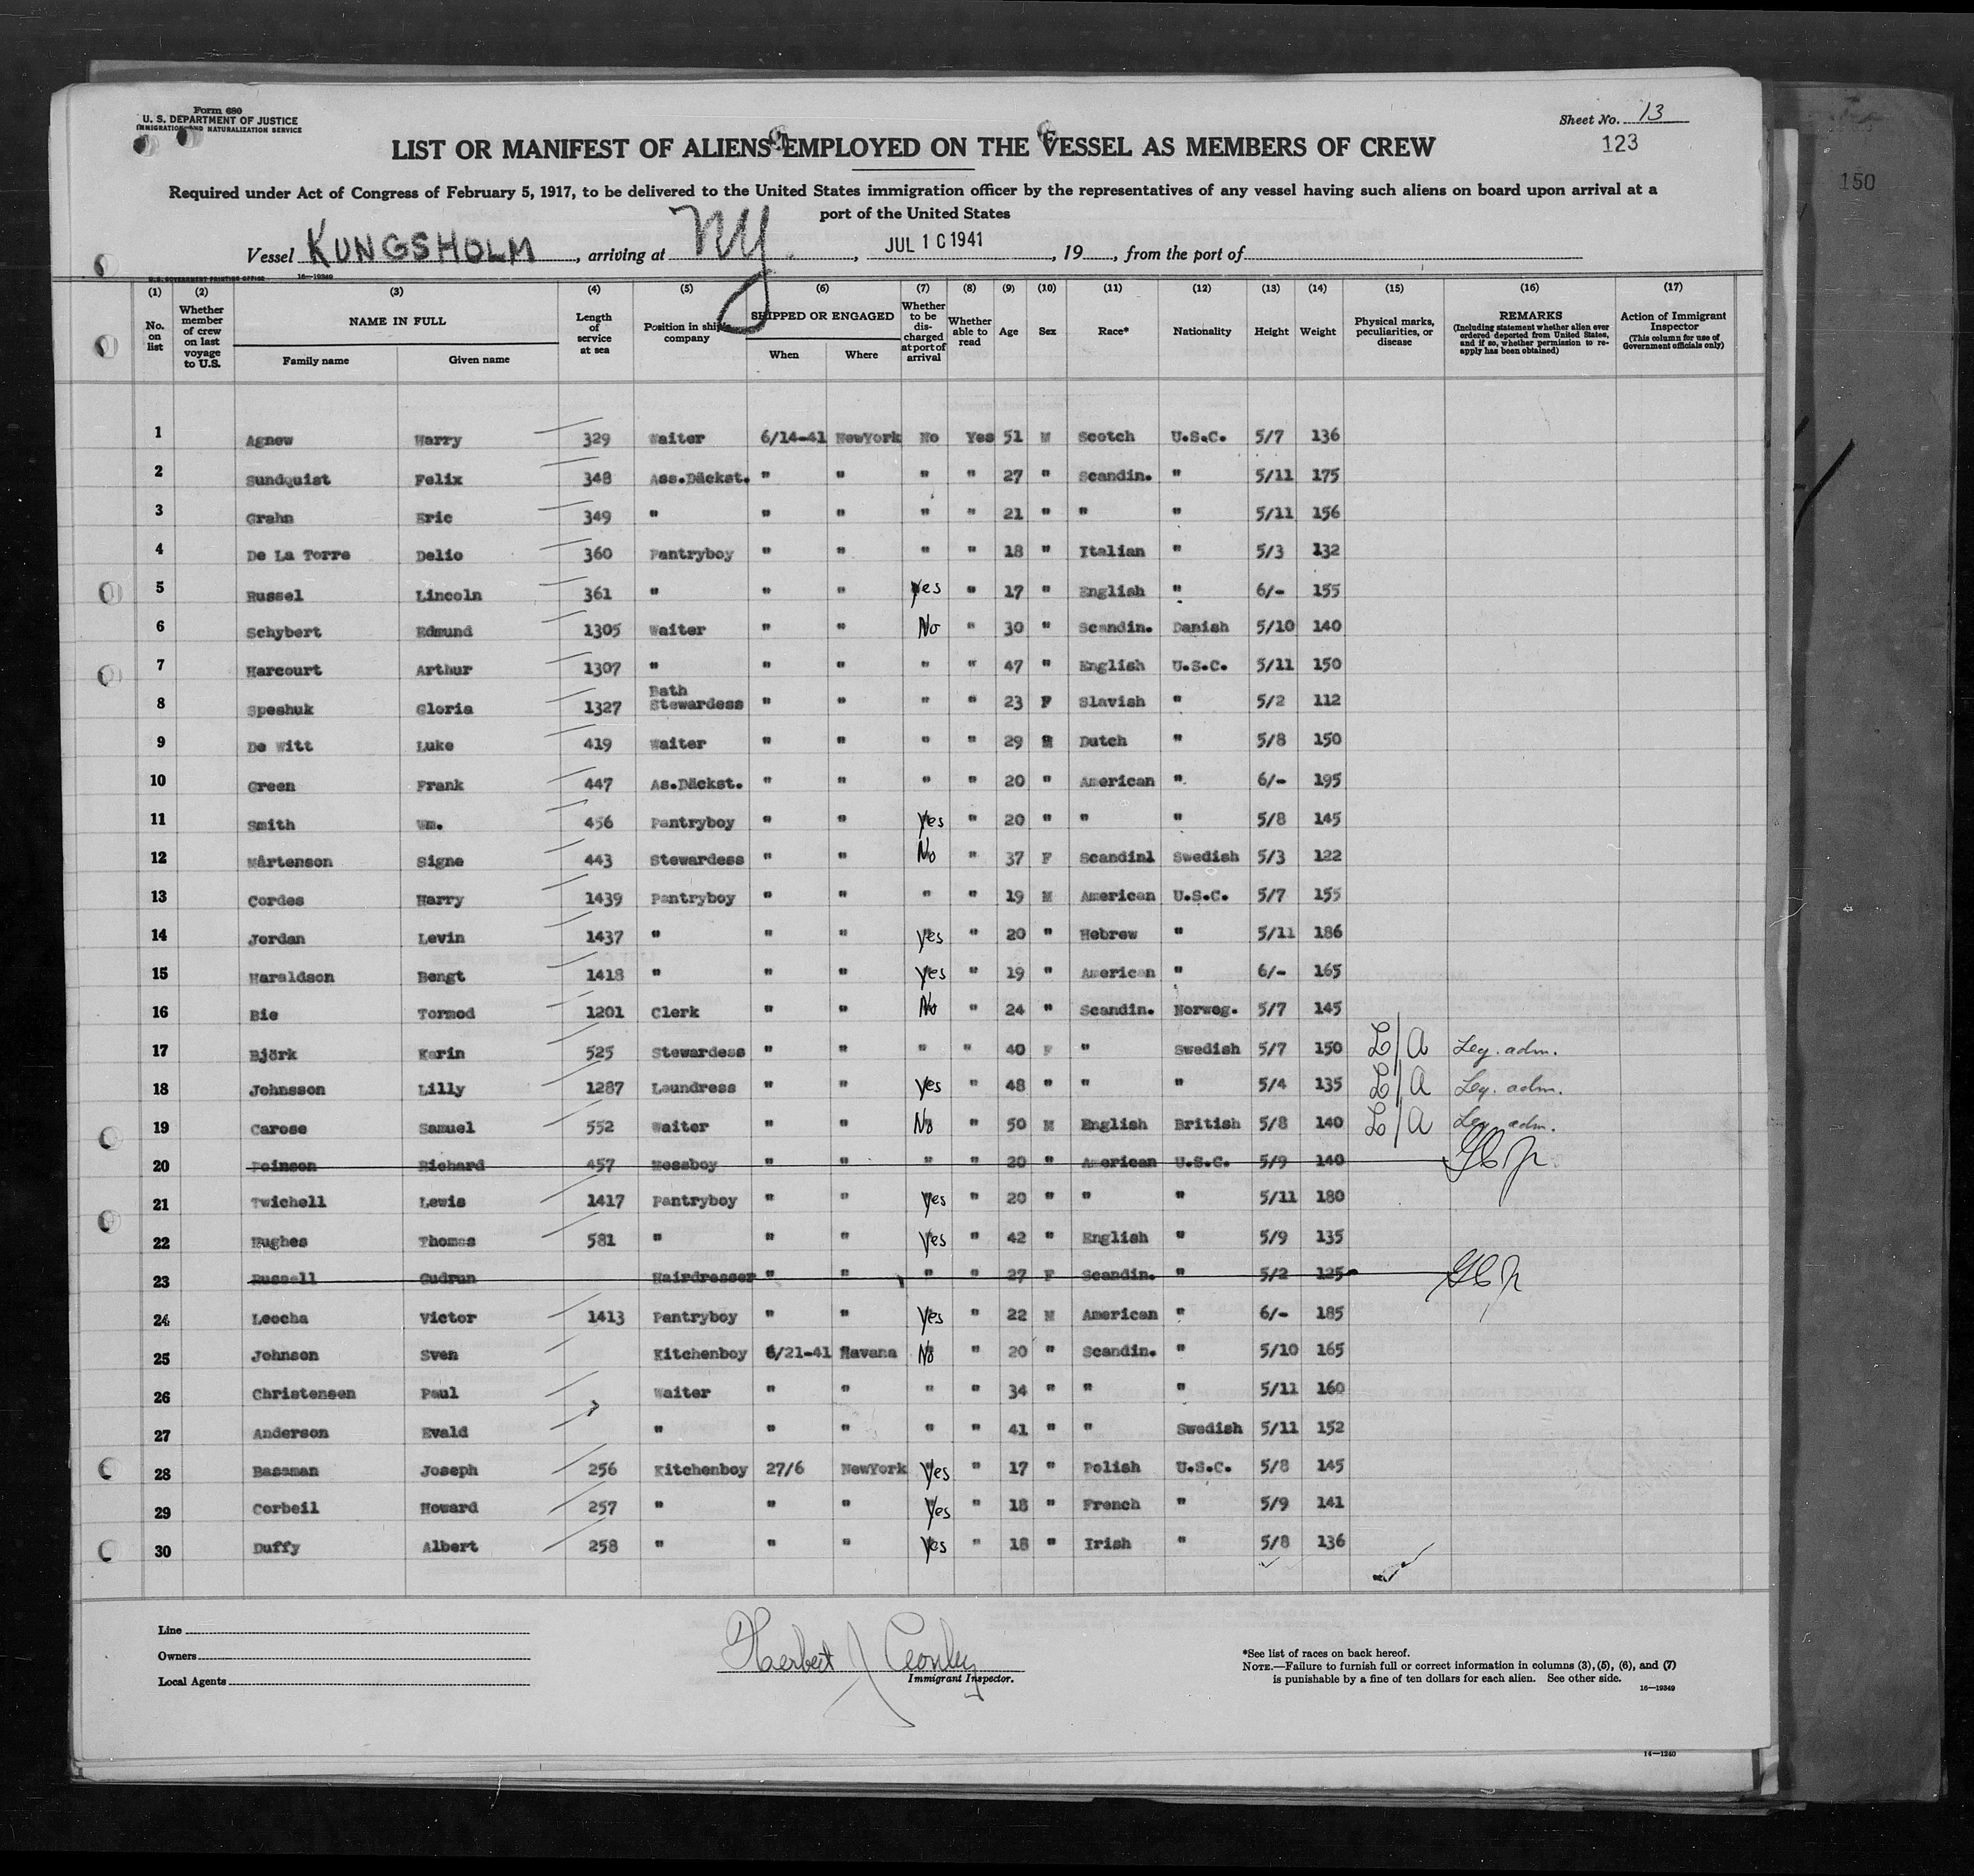 Form 680
U. S. DEPARTMENT OF JUSTICE
IMMIGRATION AND NATURALIZATION SERVICE
Sheet No. 13
123
150
LIST OR MANIFEST OF ALIENS EMPLOYED ON THE VESSEL AS MEMBERS OF CREW
Required under Act of Congress of February 5, 1917, to be delivered to the United States immigration officer by the representatives of any vessel having such aliens on board upon arrival at a
port of the United States
Vessel KUNGSHOLM, arriving at NY, JUL 10 1941, 19, from the port of
U.S. GOVERNMENT PRINTING OFFICE 16—19349
(1) (2) (3) (4) (5) (6) (7) (8) (9) (10) (11) (12) (13) (14) (15) (16) (17)
No. on list
Whether member of crew on last voyage to U.S.
NAME IN FULL
Family name Given name
Length of service at sea
Position in ship's company
SHIPPED OR ENGAGED
When Where
Whether to be discharged at port of arrival
Whether able to read
Age
Sex
Race*
Nationality
Height
Weight
Physical marks, peculiarities, or disease
REMARKS
(Including statement whether alien ever ordered deported from United States, and if so, whether permission to reapply has been obtained)
Action of Immigrant Inspector
(This column for use of Government officials only)
1 Agnew Harry 329 Waiter 6/14-41 NewYork No Yes 51 M Scotch U.S.C. 5/7 136
2 Sundquist Felix 348 Ass.Däckst. " " " " 27 " Scandin. " 5/11 175
3 Grahn Eric 349 " " " " " 21 " " " 5/11 156
4 De La Torre Delio 360 Pantryboy " " " " 18 " Italian " 5/3 132
5 Russel Lincoln 361 " " " Yes " 17 " English " 6/- 155
6 Schybert Edmund 1305 Waiter " " No " 30 " Scandin. Danish 5/10 140
7 Harcourt Arthur 1307 " " " " " 47 " English U.S.C. 5/11 150
8 Speshuk Gloria 1327 Bath Stewardess " " " " 23 F Slavish " 5/2 112
9 De Witt Luke 419 Waiter " " " " 29 M Dutch " 5/8 150
10 Green Frank 447 As.Däckst. " " " " 20 " American " 6/- 195
11 Smith Wm. 456 Pantryboy " " Yes " 20 " " " 5/8 145
12 Mårtenson Signe 443 Stewardess " " No " 37 F Scandinl Swedish 5/3 122
13 Cordes Harry 1439 Pantryboy " " " " 19 M American U.S.C. 5/7 155
14 Jordan Levin 1437 " " " Yes " 20 " Hebrew " 5/11 186
15 Haraldson Bengt 1418 " " " Yes " 19 " American " 6/- 165
16 Bie Tormod 1201 Clerk " " No " 24 " Scandin. Norweg. 5/7 145
17 Björk Karin 525 Stewardess " " " " 40 F " Swedish 5/7 150 L/A Leg. adm.
18 Johnsson Lilly 1287 Laundress " " Yes " 48 " " " 5/4 135 L/A Leg. adm.
19 Carose Samuel 552 Waiter " " No " 50 M English British 5/8 140 L/A Leg. adm.
20 Richard 457 Messboy " " " " 20 " American U.S.C. 5/9 140
21 Twichell Lewis 1417 Pantryboy " " Yes " 20 " " " 5/11 180
22 Hughes Thomas 581 " " " Yes " 42 " English " 5/9 135
23 Russell Gudrun Hairdresser " " " " 27 F Scandin. " 5/2 125
24 Leocha Victor 1413 Pantryboy " " Yes " 22 M American " 6/- 185
25 Johnson Sven Kitchenboy 6/21-41 Havana No " 20 " Scandin. " 5/10 165
26 Christensen Paul Waiter " " " " 34 " " " 5/11 160
27 Anderson Evald " " " " " 41 " " Swedish 5/11 152
28 Bassman Joseph 256 Kitchenboy 27/6 NewYork Yes " 17 " Polish U.S.C. 5/8 145
29 Corbeil Howard 257 " " " Yes " 18 " French " 5/9 141
30 Duffy Albert 258 " " " Yes " 18 " Irish " 5/8 136
Line
Owners
Local Agents
Herbert J Conley
Immigrant Inspector.
*See list of races on back hereof.
NOTE.—Failure to furnish full or correct information in columns (3), (5), (6), and (7)
is punishable by a fine of ten dollars for each alien. See other side.
16—19349
14—1240